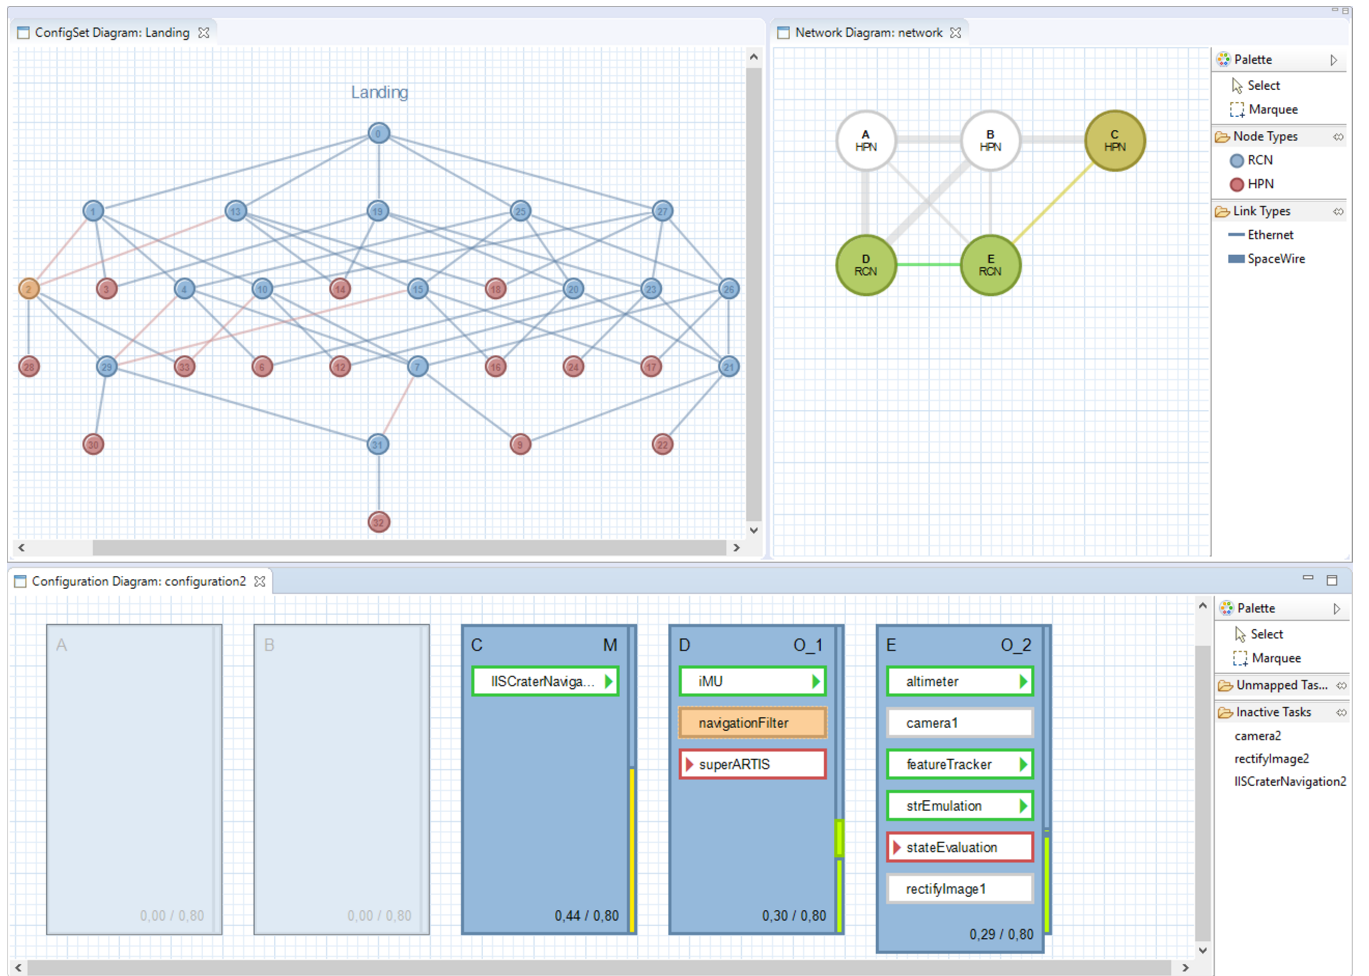 ConfigSet Diagram: Landing
Landing
0
1 13 19 25 27
2 3 4 10 14 15 18 20 23 26
28 29 33 6 12 7 16 24 17 21
30 31 9 22
32
Network Diagram: network
A
HPN
B
HPN
C
HPN
D
RCN
E
RCN
Palette
Select
Marquee
Node Types
RCN
HPN
Link Types
Ethernet
SpaceWire
Configuration Diagram: configuration2
A
0,00 / 0,80
B
0,00 / 0,80
C M
IISCraterNaviga...
0,44 / 0,80
D O_1
iMU
navigationFilter
superARTIS
0,30 / 0,80
E O_2
altimeter
camera1
featureTracker
strEmulation
stateEvaluation
rectifyImage1
0,29 / 0,80
Palette
Select
Marquee
Unmapped Tas...
Inactive Tasks
camera2
rectifyImage2
IISCraterNavigation2